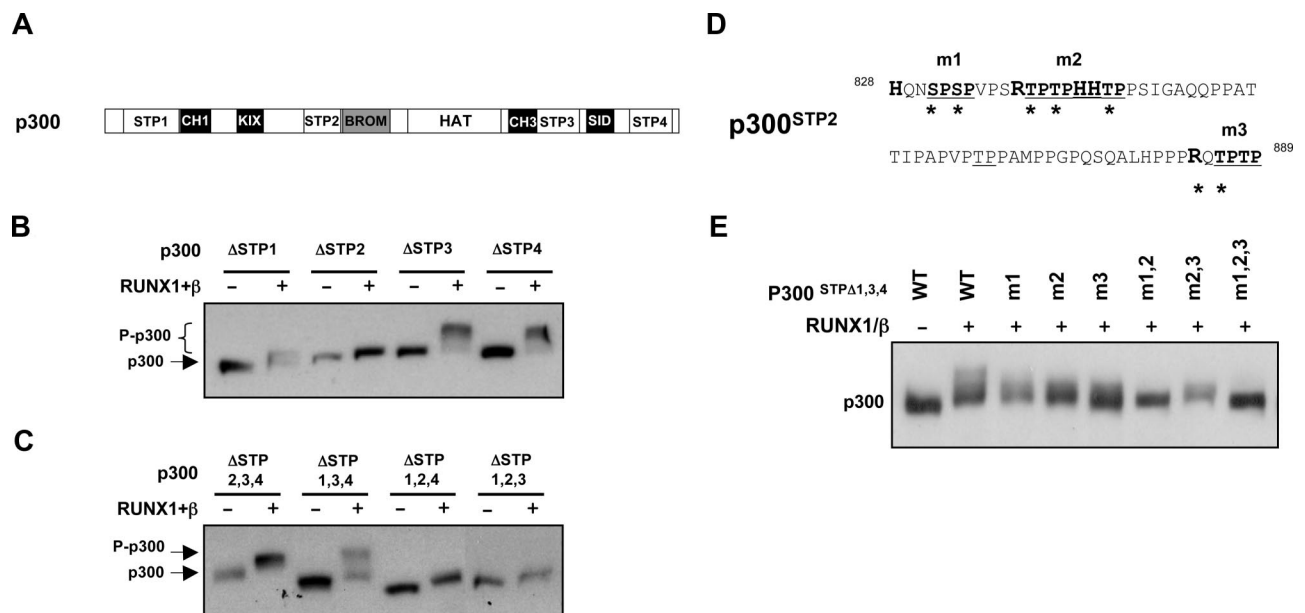 A
p300
STP1 CH1 KIX STP2 BROM HAT CH3 STP3 SID STP4
B
p300 ΔSTP1 ΔSTP2 ΔSTP3 ΔSTP4
RUNX1+β – + – + – + – +
P-p300
p300
C
p300 ΔSTP 2,3,4 ΔSTP 1,3,4 ΔSTP 1,2,4 ΔSTP 1,2,3
RUNX1+β – + – + – + – +
P-p300
p300
D
m1 m2
828 HQNSPSPVPSRTPTPHHTPPSIGAQQPPAT
* * * * *
p300STP2
m3
TIPAPVPTPPAMPPGPQSQALHPPPRQTPTP 889
* *
E
P300 STPΔ1,3,4 WT WT m1 m2 m3 m1,2 m2,3 m1,2,3
RUNX1/β – + + + + + + +
p300